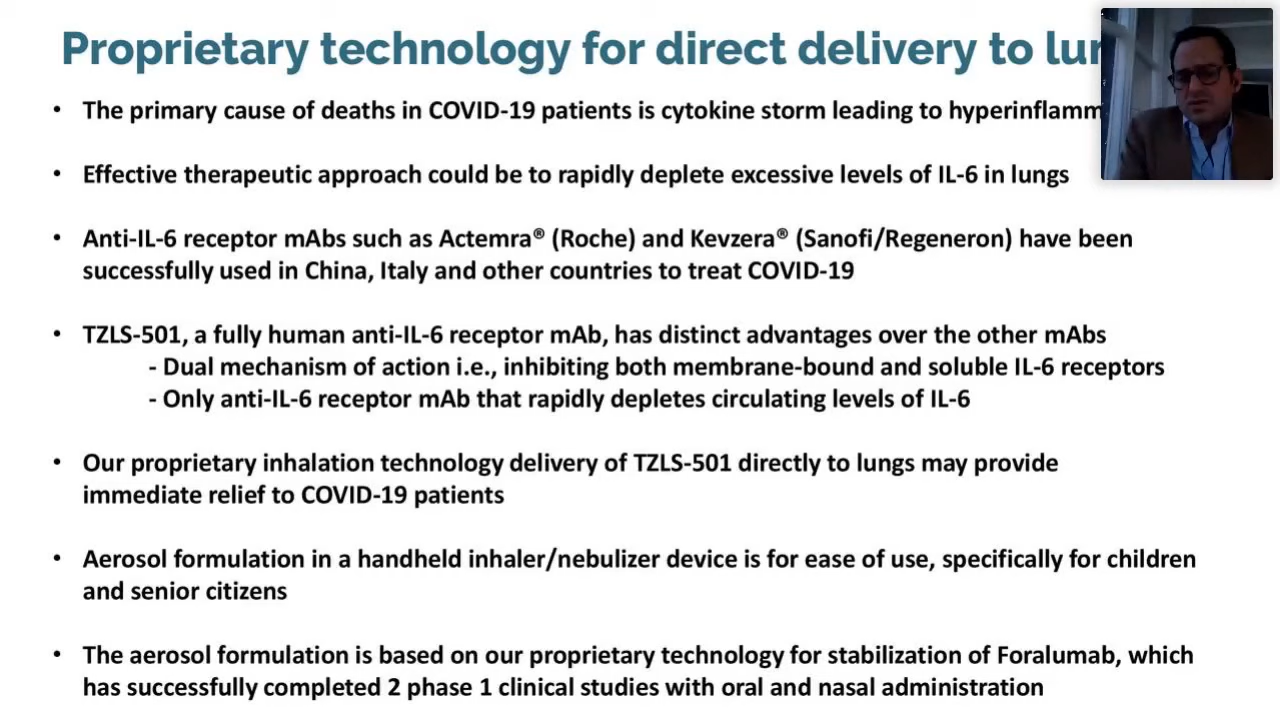 Proprietary technology for direct delivery to
• The primary cause of deaths in COVID-19 patients is cytokine storm leading to
• Effective therapeutic approach could be to rapidly deplete excessive levels of IL-6 in lungs
• Anti-IL-6 receptor mAbs such as Actemra® (Roche) and Kevzera® (Sanofi/Regeneron) have been
successfully used in China, Italy and other countries to treat COVID-19
• TZLS-501, a fully human anti-IL-6 receptor mAb, has distinct advantages over the other mAbs
- Dual mechanism of action i.e., inhibiting both membrane-bound and soluble IL-6 receptors
- Only anti-IL-6 receptor mAb that rapidly depletes circulating levels of IL-6
• Our proprietary inhalation technology delivery of TZLS-501 directly to lungs may provide
immediate relief to COVID-19 patients
• Aerosol formulation in a handheld inhaler/nebulizer device is for ease of use, specifically for children
and senior citizens
• The aerosol formulation is based on our proprietary technology for stabilization of Foralumab, which
has successfully completed 2 phase 1 clinical studies with oral and nasal administration